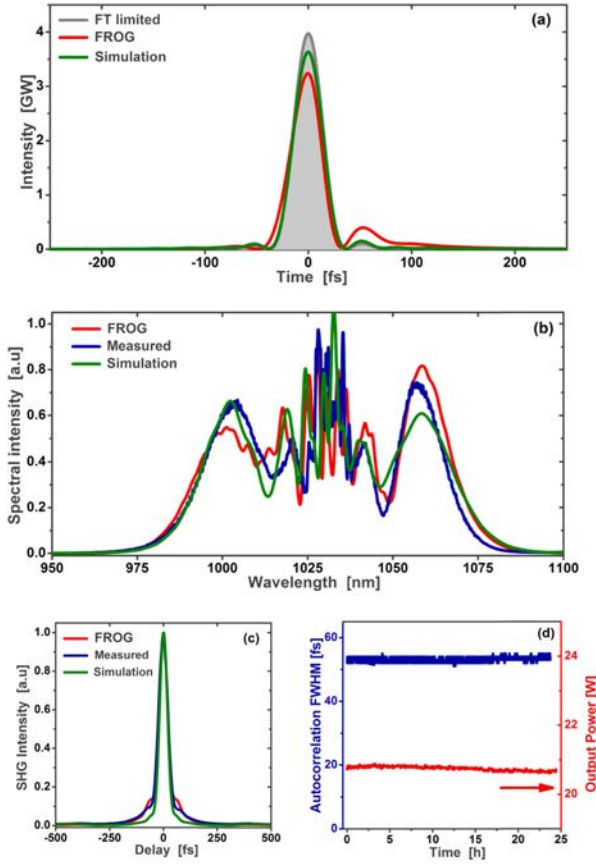 (a)
FT limited
FROG
Simulation
Intensity [GW]
4
3
2
1
0
-200 -100 0 100 200
Time [fs]
(b)
FROG
Measured
Simulation
Spectral intensity [a.u]
1.0
0.8
0.6
0.4
0.2
0.0
950 975 1000 1025 1050 1075 1100
Wavelength [nm]
(c)
FROG
Measured
Simulation
SHG Intensity [a.u]
1.0
0.8
0.6
0.4
0.2
0.0
-500 -250 0 250 500
Delay [fs]
(d)
Autocorrelation FWHM [fs]
60
40
20
0
Output Power [W]
24
22
21
20
0 5 10 15 20 25
Time [h]